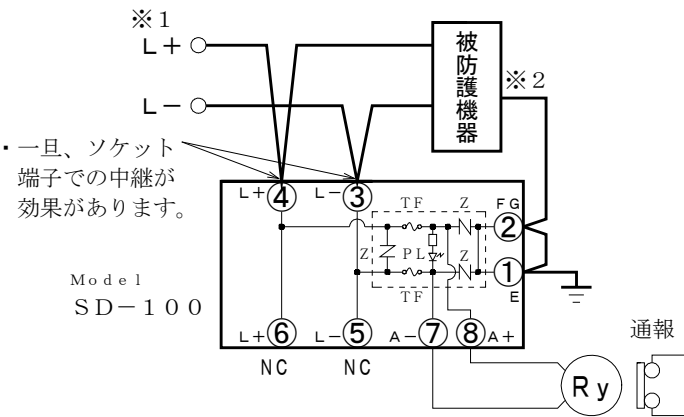 ※1
L+
L−
被防護機器
※2
・一旦、ソケット
端子での中継が
効果があります。
L+ ④ L− ③
TF Z FG ②
Z PL Z ①
TF E
Model
SD−100
L+ ⑥ L− ⑤ A− ⑦ ⑧ A+
NC NC
通報
Ry